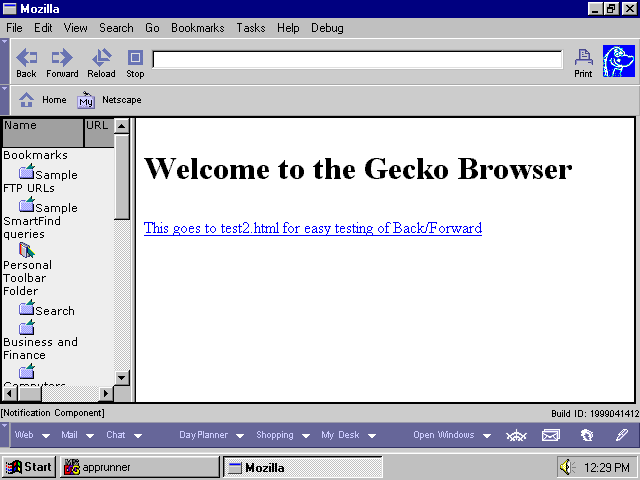 Mozilla
File Edit View Search Go Bookmarks Tasks Help Debug
Back Forward Reload Stop Print
Home My Netscape
Name URL
Bookmarks
Sample
FTP URLs
Sample
SmartFind
queries
Personal
Toolbar
Folder
Search
Business and
Finance
Computers
Welcome to the Gecko Browser
This goes to test2.html for easy testing of Back/Forward
[Notification Component] Build ID: 1999041412
Web Mail Chat Day Planner Shopping My Desk Open Windows
Start apprunner Mozilla 12:29 PM